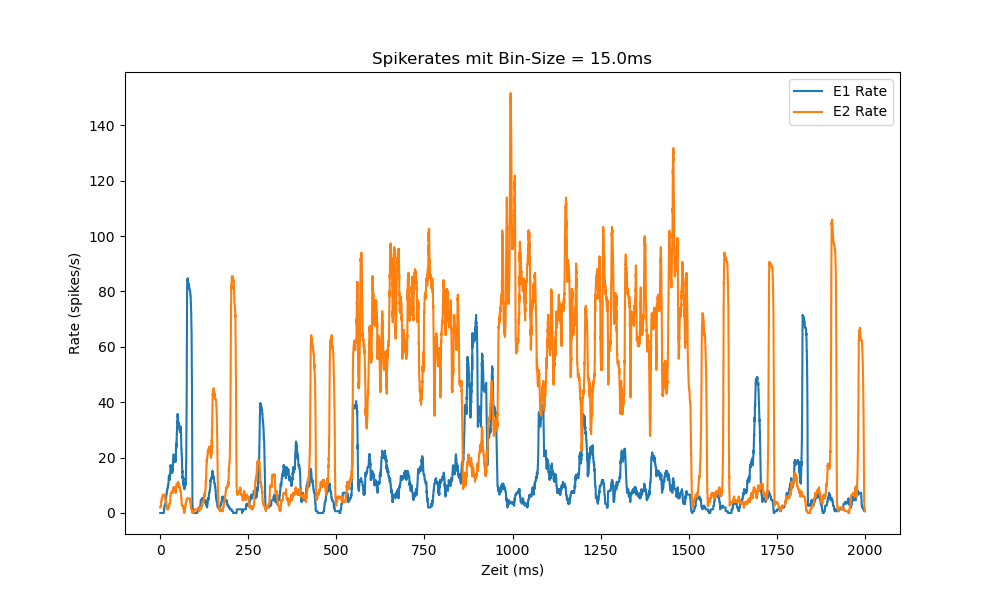 Spikerates mit Bin-Size = 15.0ms
E1 Rate
E2 Rate
140
120
100
80
60
40
20
0
Rate (spikes/s)
0 250 500 750 1000 1250 1500 1750 2000
Zeit (ms)